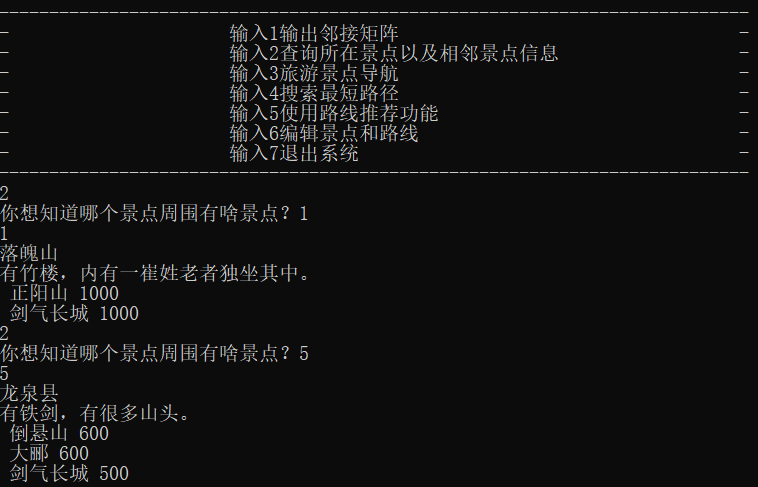 ---------------------------------------------------------------------------
- 输入1输出邻接矩阵 -
- 输入2查询所在景点以及相邻景点信息 -
- 输入3旅游景点导航 -
- 输入4搜索最短路径 -
- 输入5使用路线推荐功能 -
- 输入6编辑景点和路线 -
- 输入7退出系统 -
---------------------------------------------------------------------------
2
你想知道哪个景点周围有啥景点？1
1
落魄山
有竹楼，内有一崔姓老者独坐其中。
正阳山 1000
剑气长城 1000
2
你想知道哪个景点周围有啥景点？5
5
龙泉县
有铁剑，有很多山头。
倒悬山 600
大郦 600
剑气长城 500